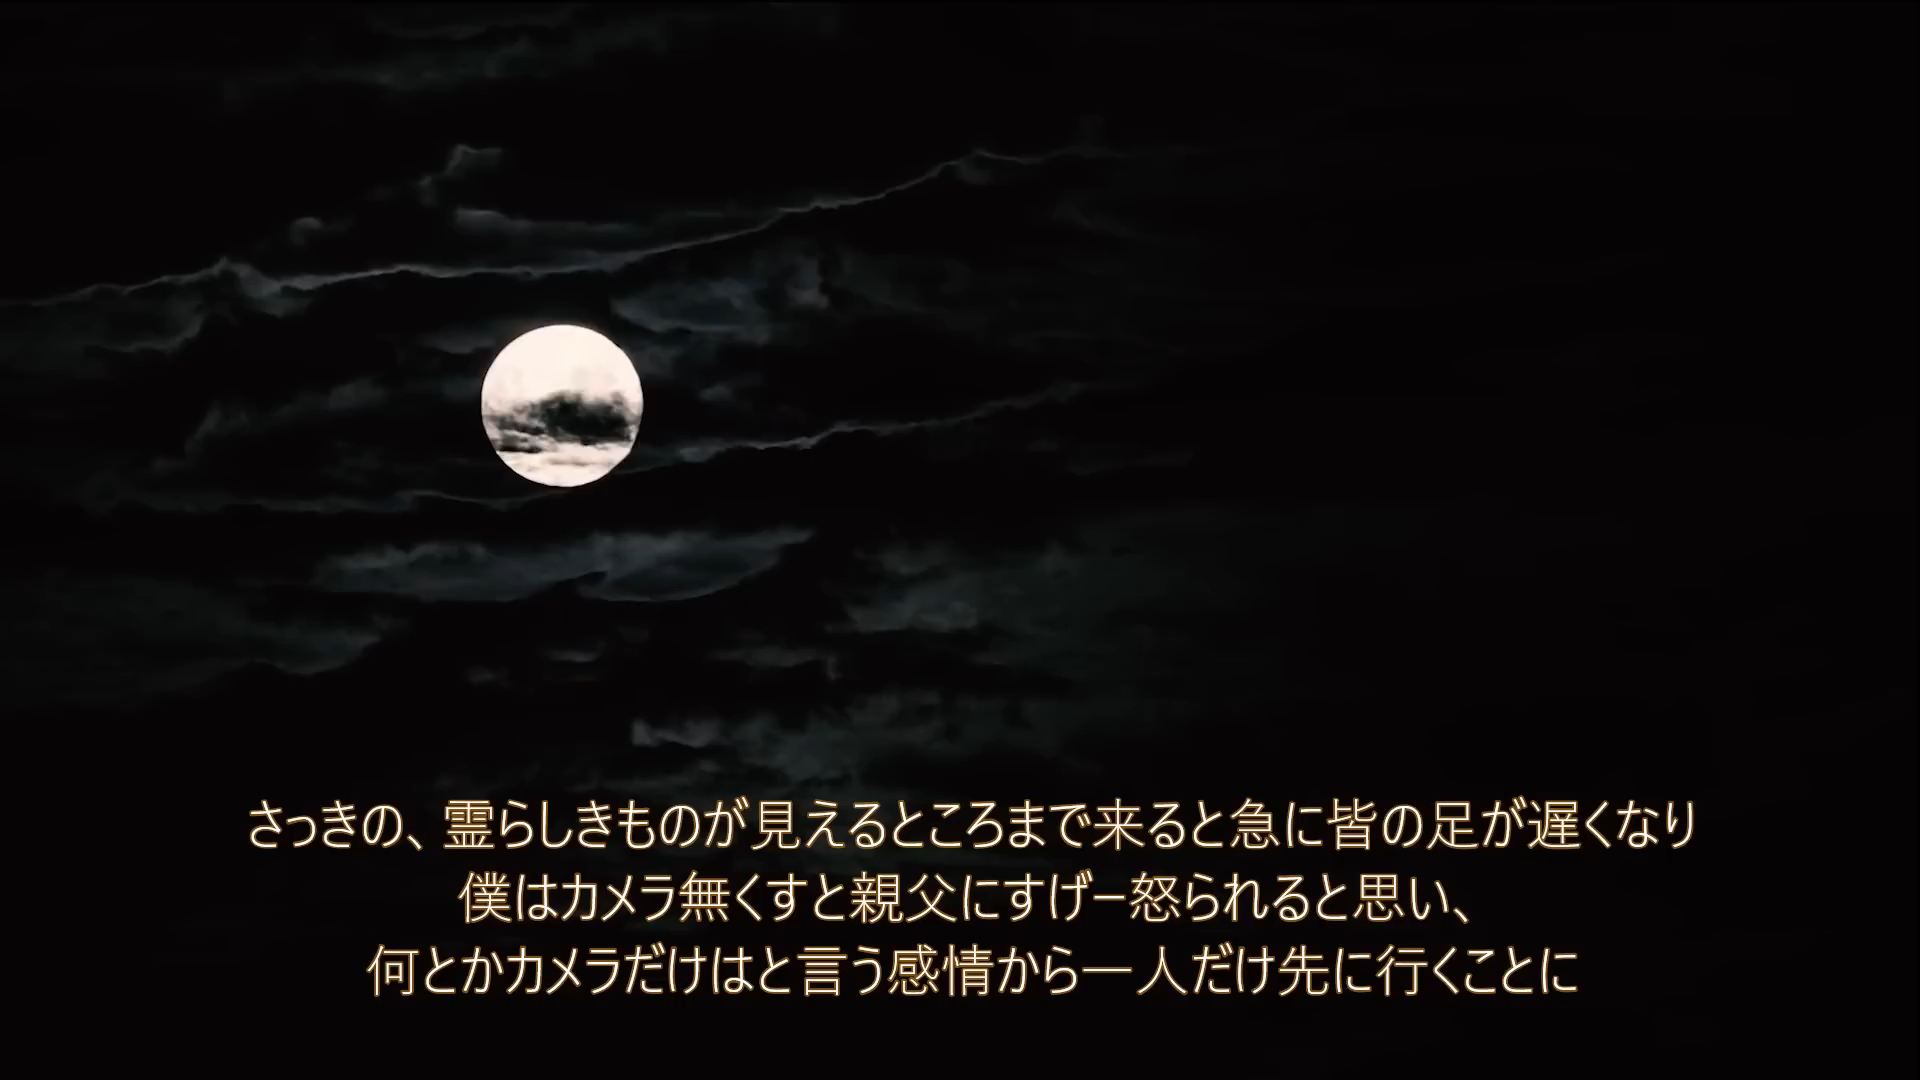 さっきの、霊らしきものが見えるところまで来ると急に皆の足が遅くなり
僕はカメラ無くすと親父にすげー怒られると思い、
何とかカメラだけはと言う感情から一人だけ先に行くことに